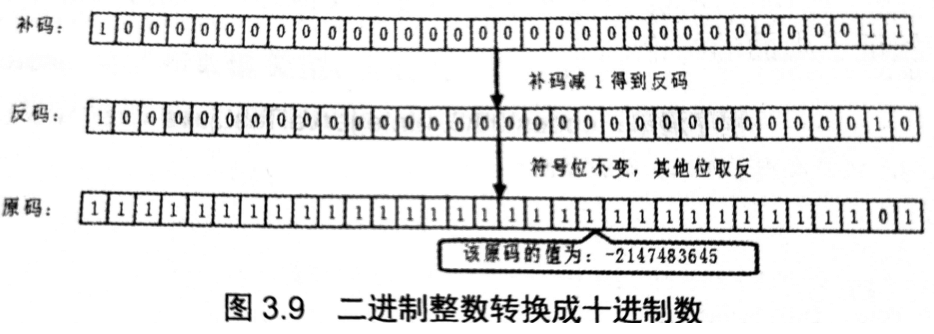 补码： 1 0 0 0 0 0 0 0 0 0 0 0 0 0 0 0 0 0 0 0 0 0 0 0 0 0 0 0 0 0 1 1
补码减 1 得到反码
反码： 1 0 0 0 0 0 0 0 0 0 0 0 0 0 0 0 0 0 0 0 0 0 0 0 0 0 0 0 0 0 1 0
符号位不变，其他位取反
原码： 1 1 1 1 1 1 1 1 1 1 1 1 1 1 1 1 1 1 1 1 1 1 1 1 1 1 1 1 1 1 0 1
该原码的值为：-2147483645
图 3.9 二进制整数转换成十进制数